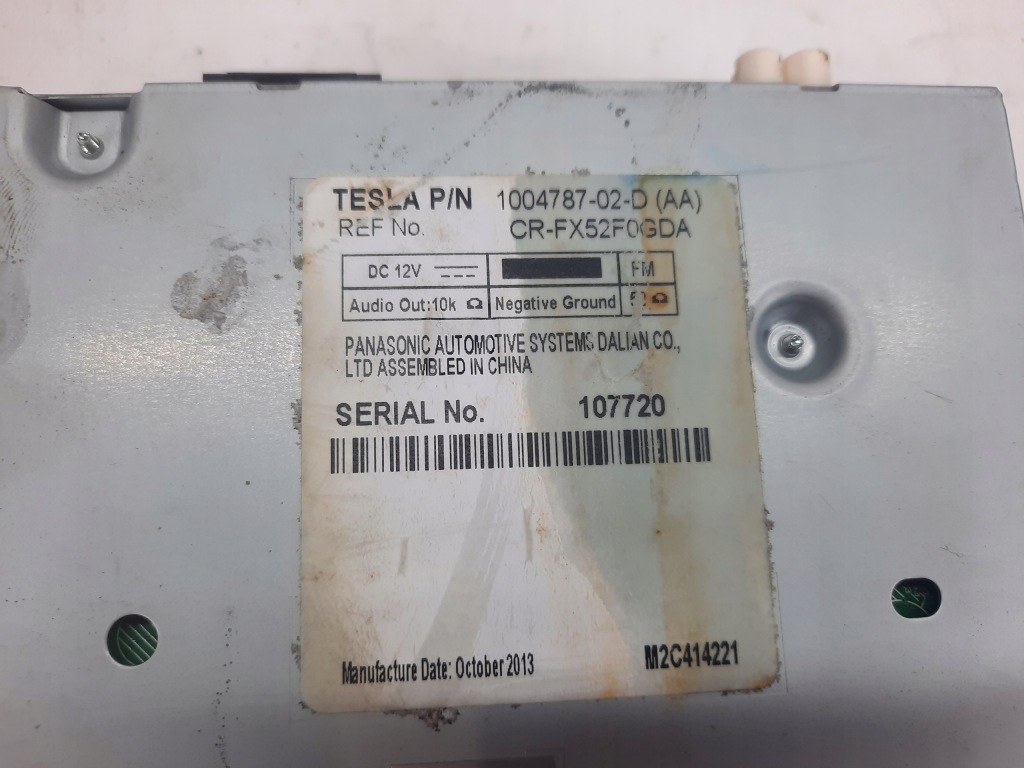 TESLA P/N 1004787-02-D (AA)
REF No. CR-FX52F0GDA
DC 12V FM
Audio Out:10k Ω Negative Ground 52Ω
PANASONIC AUTOMOTIVE SYSTEMS DALIAN CO.,
LTD ASSEMBLED IN CHINA
SERIAL No. 107720
Manufacture Date: October 2013 M2C414221